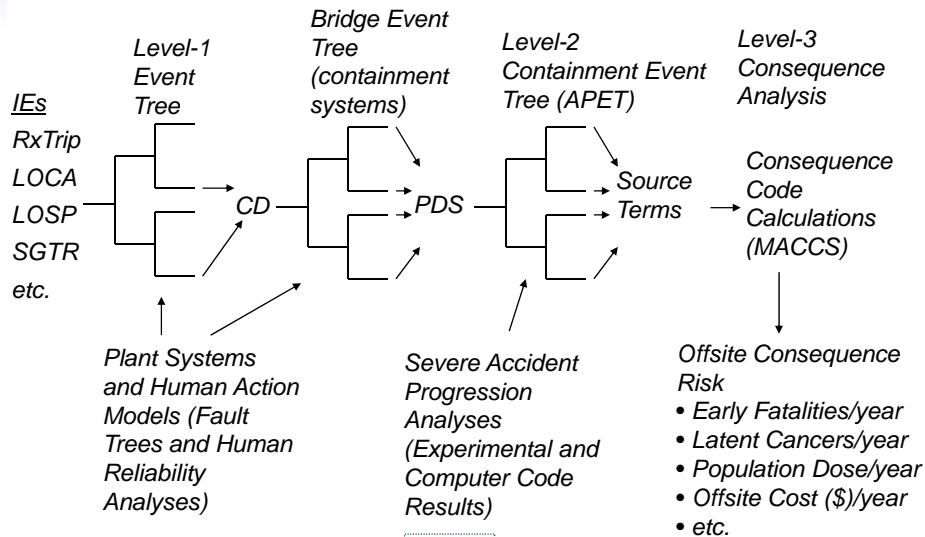 Level-1
Event
Tree
Bridge Event
Tree
(containment
systems)
Level-2
Containment Event
Tree (APET)
Level-3
Consequence
Analysis
IEs
RxTrip
LOCA
LOSP
SGTR
etc.
CD
PDS
Source
Terms
Consequence
Code
Calculations
(MACCS)
Plant Systems
and Human Action
Models (Fault
Trees and Human
Reliability
Analyses)
Severe Accident
Progression
Analyses
(Experimental and
Computer Code
Results)
Offsite Consequence
Risk
• Early Fatalities/year
• Latent Cancers/year
• Population Dose/year
• Offsite Cost ($)/year
• etc.